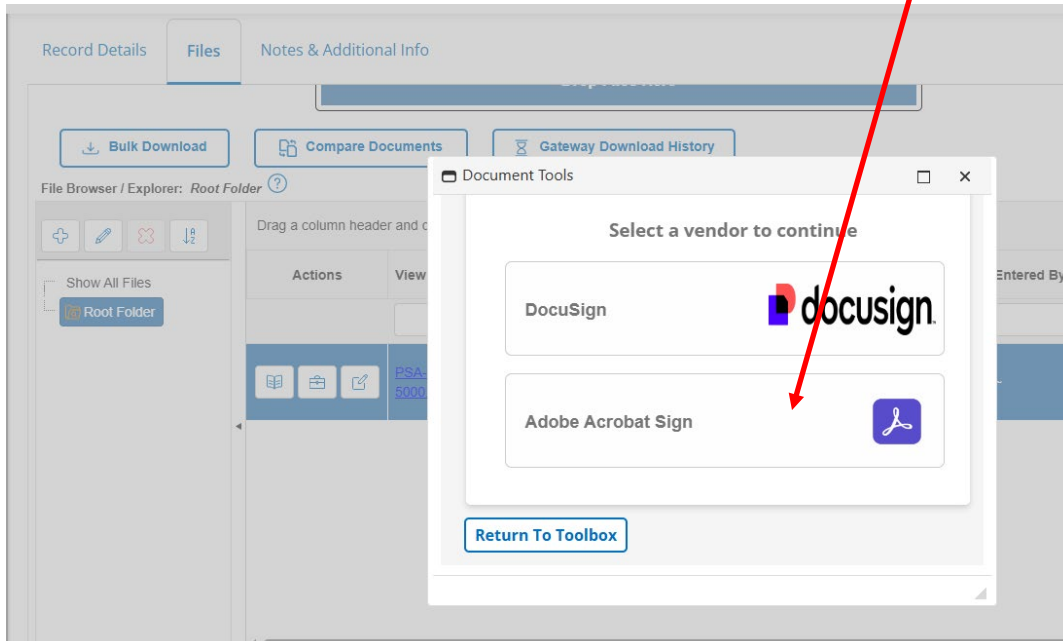 Record Details Files Notes & Additional Info
Bulk Download Compare Documents Gateway Download History
File Browser / Explorer: Root Folder ?
Document Tools
Drag a column header and
Select a vendor to continue
Actions View Entered By
Show All Files
Root Folder
DocuSign docusign
PSA-
5000
Adobe Acrobat Sign
Return To Toolbox